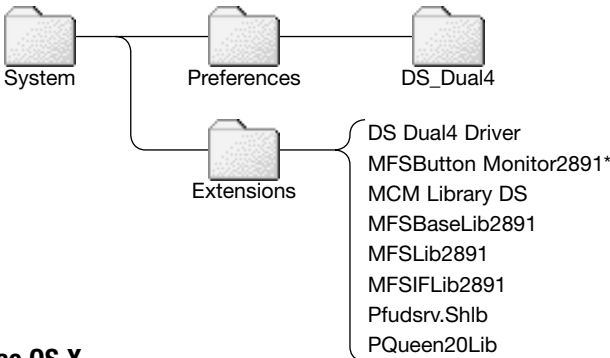 System
Preferences
DS_Dual4
Extensions
DS Dual4 Driver
MFSButton Monitor2891*
MCM Library DS
MFSBaseLib2891
MFSLib2891
MFSIFLib2891
Pfudsrv.Shlb
PQueen20Lib
OS X